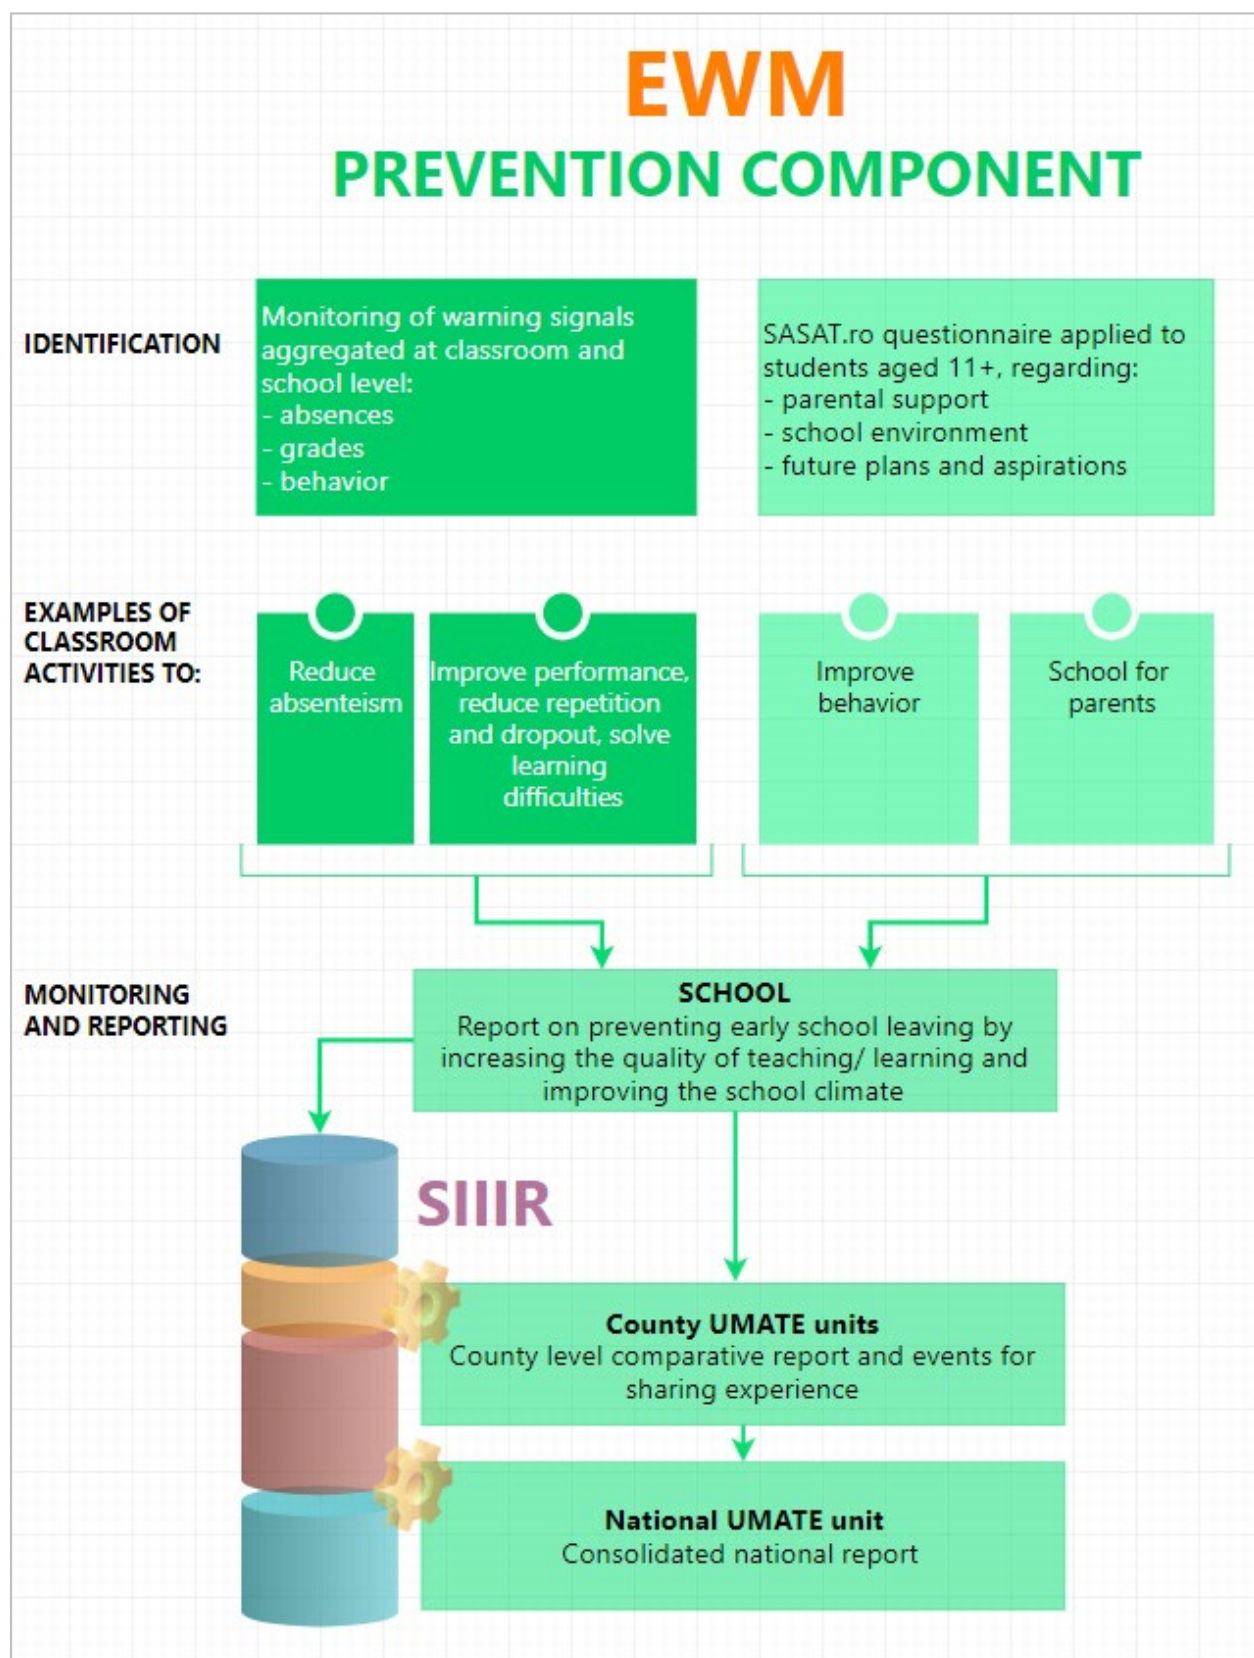 EWM
PREVENTION COMPONENT
IDENTIFICATION
Monitoring of warning signals
aggregated at classroom and
school level:
- absences
- grades
- behavior
SASAT.ro questionnaire applied to
students aged 11+, regarding:
- parental support
- school environment
- future plans and aspirations
EXAMPLES OF
CLASSROOM
ACTIVITIES TO:
Reduce
absenteism
Improve performance,
reduce repetition
and dropout, solve
learning
difficulties
Improve
behavior
School for
parents
MONITORING
AND REPORTING
SCHOOL
Report on preventing early school leaving by
increasing the quality of teaching/ learning and
improving the school climate
SIIIR
County UMATE units
County level comparative report and events for
sharing experience
National UMATE unit
Consolidated national report